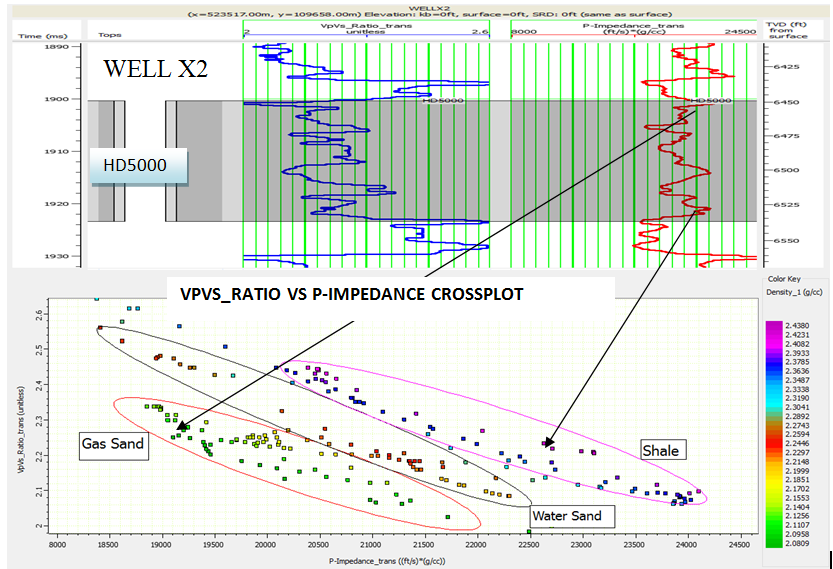 WELLX2
(x=523517.00m, y=109658.00m) Elevation: kb=0ft, surface=0ft, SRD: 0ft (same as surface)
Time (ms)
Tops
VpVs_Ratio_trans
2 unitless 2.6
P-Impedance_trans
8000 (ft/s)*(g/cc) 24500
TVD (ft)
from
surface
1890
1900
1910
1920
1930
WELL X2
HD5000
HD5000
HD5000
6425
6450
6475
6500
6525
6550
VPVS_RATIO VS P-IMPEDANCE CROSSPLOT
VpVs_Ratio_trans (unitless)
2.6
2.5
2.4
2.3
2.2
2.1
2
Gas Sand
Shale
Water Sand
8000 19000 19500 20000 20500 21000 21500 22000 22500 23000 23500 24000 24500
P-Impedance_trans ((ft/s)*(g/cc))
Color Key
Density_1 (g/cc)
2.4380
2.4231
2.4082
2.3933
2.3785
2.3636
2.3487
2.3338
2.3190
2.3041
2.2892
2.2743
2.2594
2.2446
2.2297
2.2148
2.1999
2.1851
2.1702
2.1553
2.1404
2.1256
2.1107
2.0958
2.0809